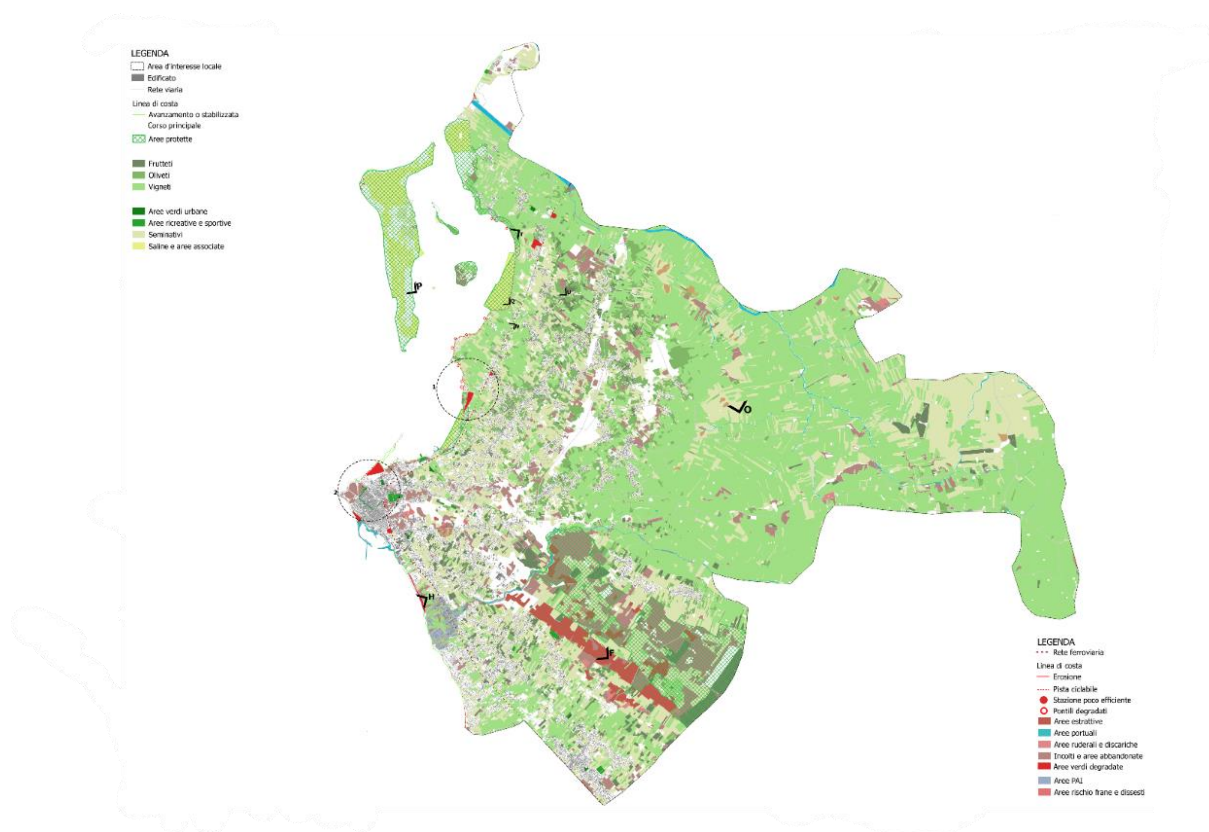 LEGENDA
Area d'interesse locale
Edificato
Rete viaria
Linea di costa
Avanzamento o stabilizzata
Corso principale
Aree protette
Frutteti
Oliveti
Vigneti
Aree verdi urbane
Aree ricreative e sportive
Seminativi
Saline e aree associate
P
O
H
E
1
2
LEGENDA
Rete ferroviaria
Linea di costa
Erosione
Pista ciclabile
Stazione poco efficiente
Pontili degradati
Aree estrattive
Aree portuali
Aree ruderali e discariche
Incolti e aree abbandonate
Aree verdi degradate
Aree PAI
Aree rischio frane e dissesti